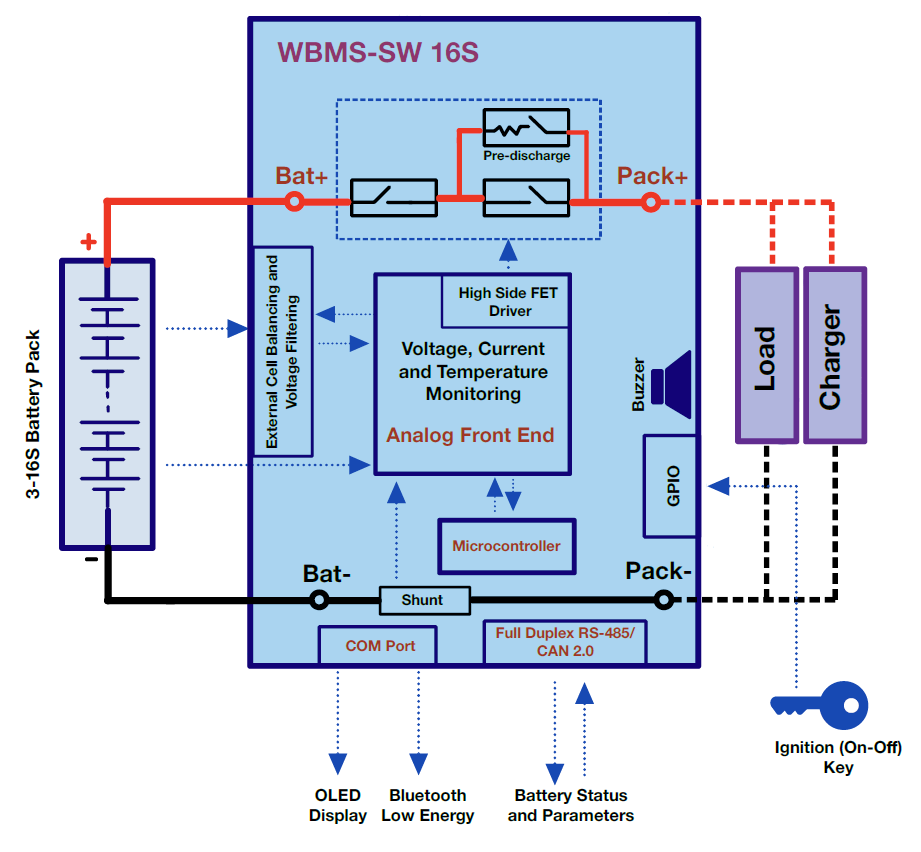 WBMS-SW 16S
Pre-discharge
Bat+
Pack+
+
High Side FET
Driver
External Cell Balancing and
Voltage Filtering
Voltage, Current
and Temperature
Monitoring
Analog Front End
3-16S Battery Pack
Buzzer
Load
Charger
GPIO
Microcontroller
-
Bat-
Pack-
Shunt
COM Port
Full Duplex RS-485/
CAN 2.0
Ignition (On-Off)
Key
OLED
Display
Bluetooth
Low Energy
Battery Status
and Parameters